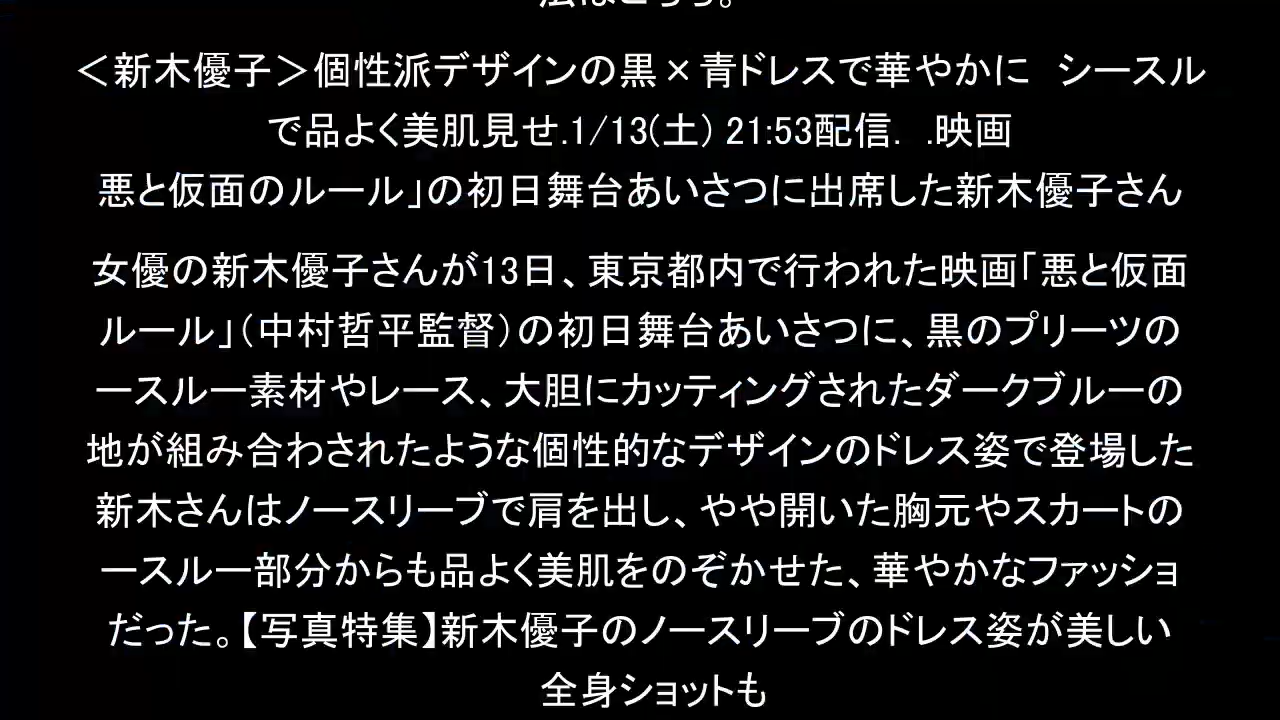 法はこちら。
＜新木優子＞個性派デザインの黒×青ドレスで華やかに　シースル
で品よく美肌見せ.1/13(土) 21:53配信.　.映画
悪と仮面のルール」の初日舞台あいさつに出席した新木優子さん
女優の新木優子さんが13日、東京都内で行われた映画「悪と仮面
ルール」（中村哲平監督）の初日舞台あいさつに、黒のプリーツの
ースルー素材やレース、大胆にカッティングされたダークブルーの
地が組み合わされたような個性的なデザインのドレス姿で登場した
新木さんはノースリーブで肩を出し、やや開いた胸元やスカートの
ースルー部分からも品よく美肌をのぞかせた、華やかなファッショ
だった。【写真特集】新木優子のノースリーブのドレス姿が美しい
全身ショットも